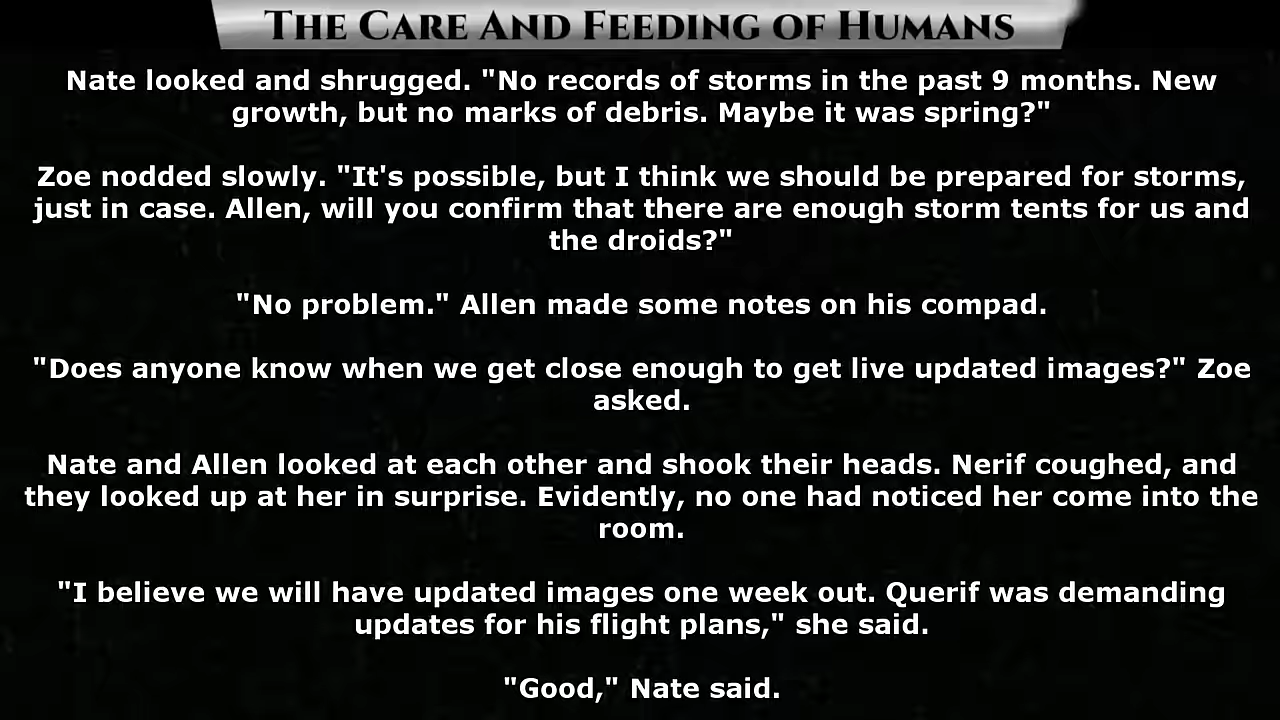 The Care And Feeding of Humans
Nate looked and shrugged. "No records of storms in the past 9 months. New
growth, but no marks of debris. Maybe it was spring?"
Zoe nodded slowly. "It's possible, but I think we should be prepared for storms,
just in case. Allen, will you confirm that there are enough storm tents for us and
the droids?"
"No problem." Allen made some notes on his compad.
"Does anyone know when we get close enough to get live updated images?" Zoe
asked.
Nate and Allen looked at each other and shook their heads. Nerif coughed, and
they looked up at her in surprise. Evidently, no one had noticed her come into the
room.
"I believe we will have updated images one week out. Querif was demanding
updates for his flight plans," she said.
"Good," Nate said.